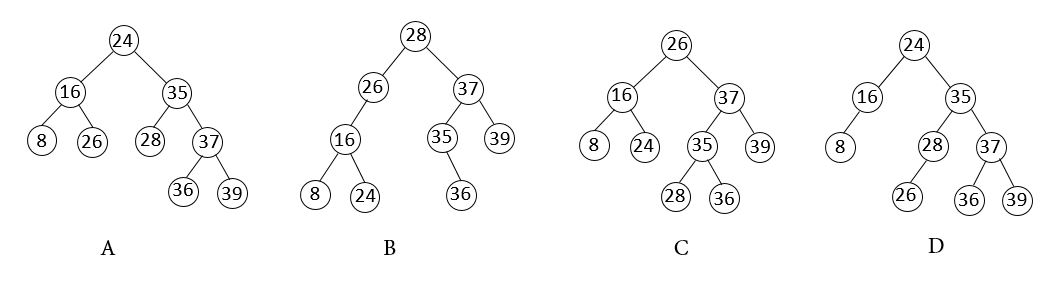 24
16 35
8 26 28 37
36 39
A
28
26 37
16 35 39
8 24 36
B
26
16 37
8 24 35 39
28 36
C
24
16 35
8 28 37
26 36 39
D